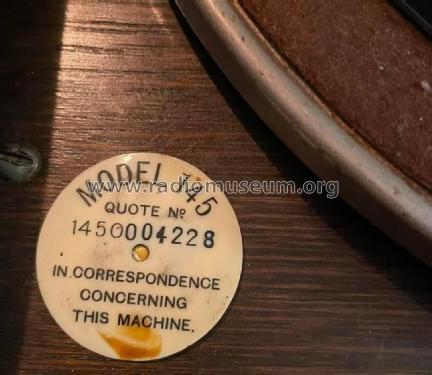 MODEL 145
www.radiomuseum.org
QUOTE Nº
1450004228
IN CORRESPONDENCE
CONCERNING
THIS MACHINE.